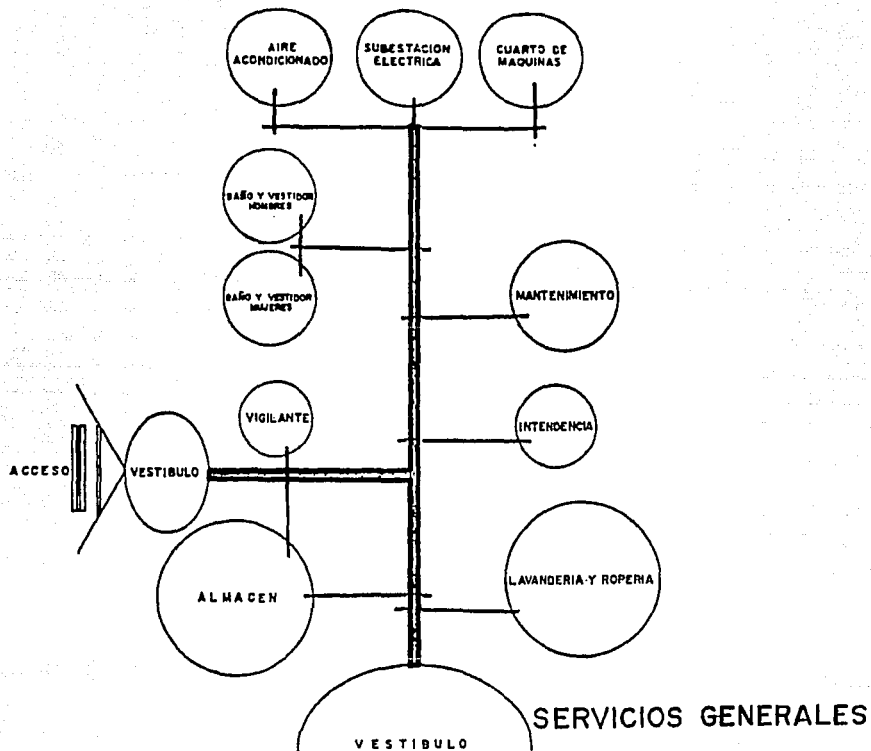 AIRE
ACONDICIONADO
SUBESTACION
ELECTRICA
CUARTO DE
MAQUINAS
BAÑO Y VESTIDOR
HOMBRES
BAÑO Y VESTIDOR
MUJERES
MANTENIMIENTO
VIGILANTE
INTENDENCIA
ACCESO
VESTIBULO
ALMACEN
LAVANDERIA-Y ROPERIA
SERVICIOS GENERALES
VESTIBULO